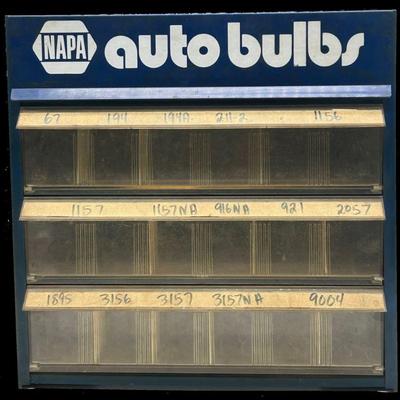 NAPA auto bulbs
67 194 194A 211-2 1156
1157 1157NA 916NA 921 2057
1895 3156 3157 3157NA 9004